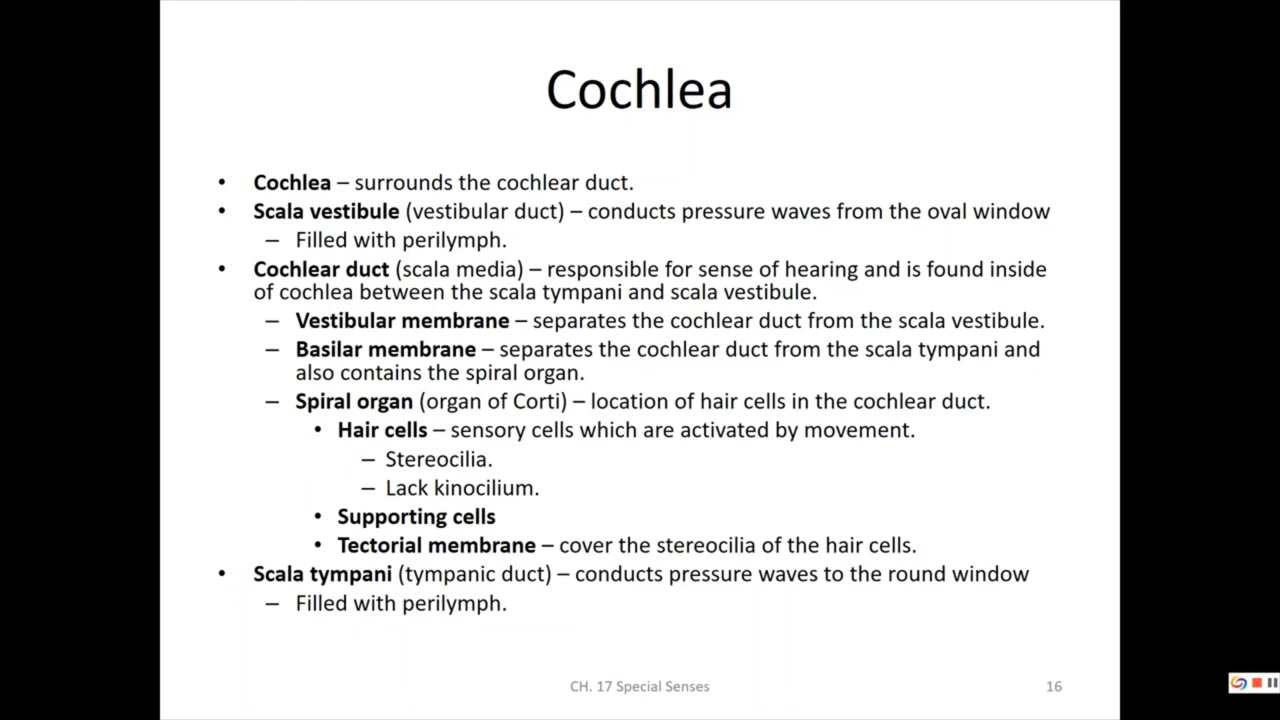 Cochlea
• Cochlea – surrounds the cochlear duct.
• Scala vestibule (vestibular duct) – conducts pressure waves from the oval window
– Filled with perilymph.
• Cochlear duct (scala media) – responsible for sense of hearing and is found inside
of cochlea between the scala tympani and scala vestibule.
– Vestibular membrane – separates the cochlear duct from the scala vestibule.
– Basilar membrane – separates the cochlear duct from the scala tympani and
also contains the spiral organ.
– Spiral organ (organ of Corti) – location of hair cells in the cochlear duct.
• Hair cells – sensory cells which are activated by movement.
– Stereocilia.
– Lack kinocilium.
• Supporting cells
• Tectorial membrane – cover the stereocilia of the hair cells.
• Scala tympani (tympanic duct) – conducts pressure waves to the round window
– Filled with perilymph.
CH. 17 Special Senses
16